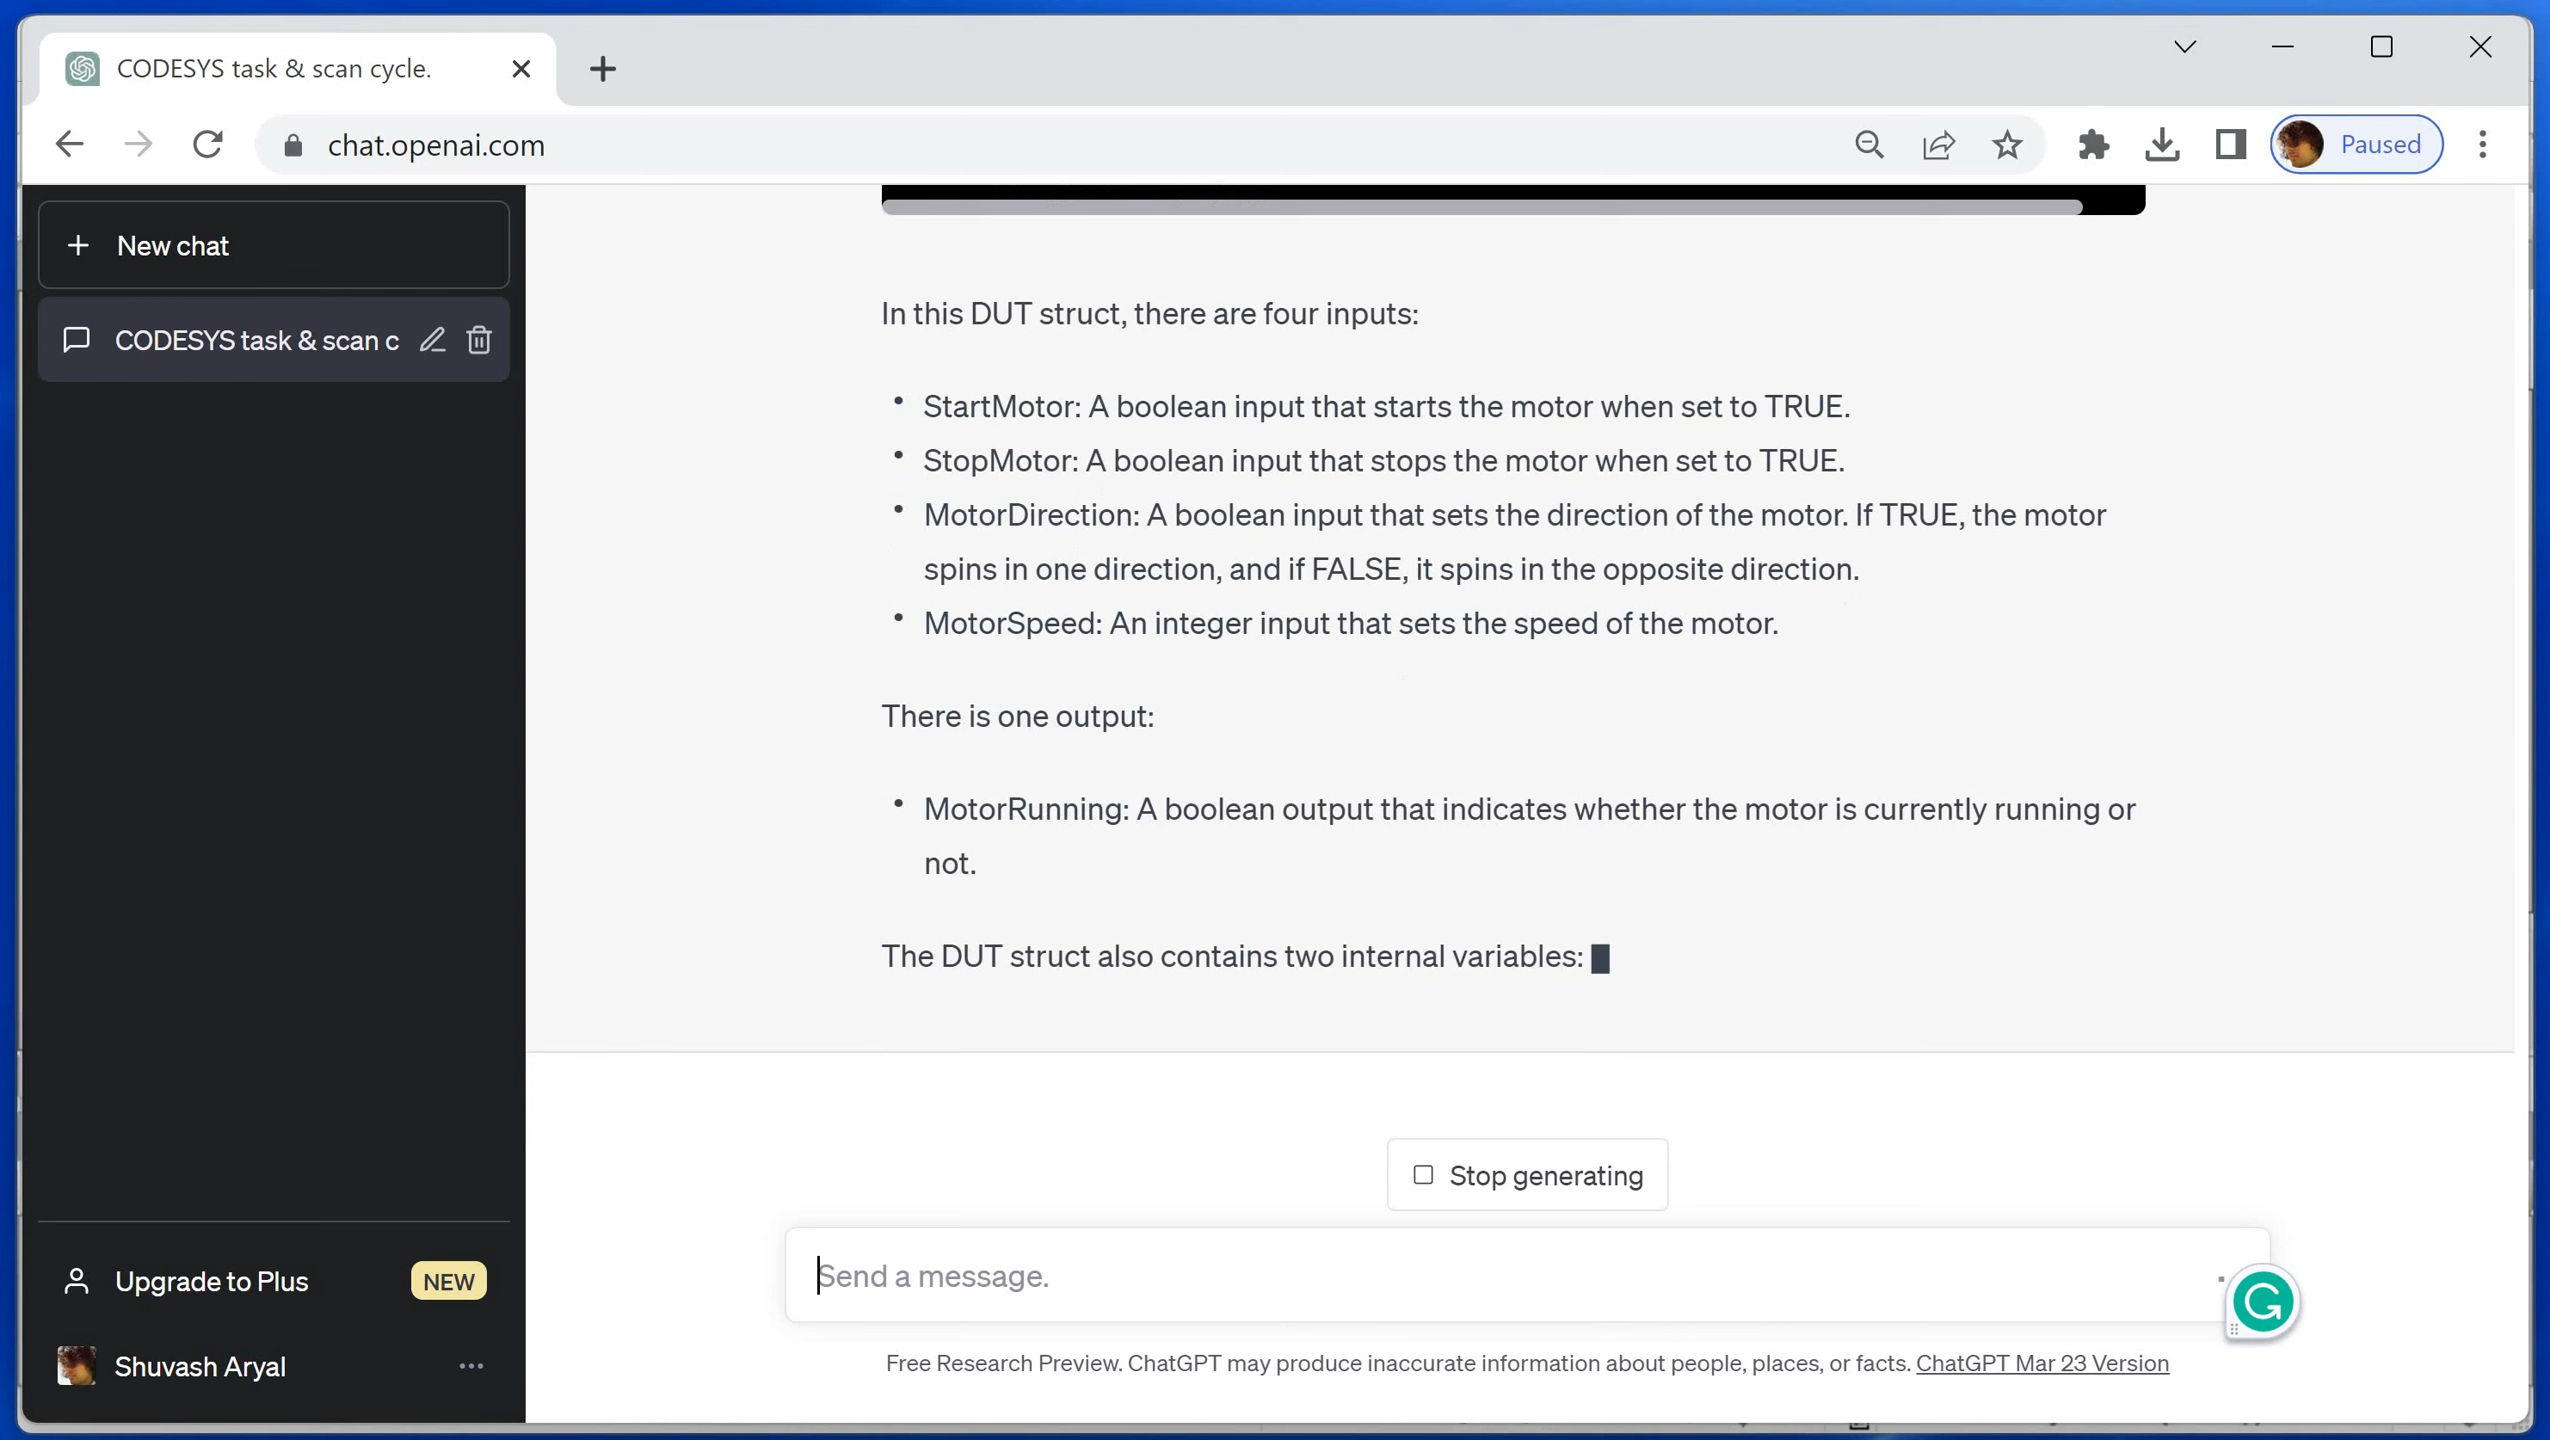 CODESYS task & scan cycle.
chat.openai.com
Paused
New chat
CODESYS task & scan c
In this DUT struct, there are four inputs:
• StartMotor: A boolean input that starts the motor when set to TRUE.
• StopMotor: A boolean input that stops the motor when set to TRUE.
• MotorDirection: A boolean input that sets the direction of the motor. If TRUE, the motor
spins in one direction, and if FALSE, it spins in the opposite direction.
• MotorSpeed: An integer input that sets the speed of the motor.
There is one output:
• MotorRunning: A boolean output that indicates whether the motor is currently running or
not.
The DUT struct also contains two internal variables:
Stop generating
Send a message.
Upgrade to Plus NEW
Shuvash Aryal
Free Research Preview. ChatGPT may produce inaccurate information about people, places, or facts. ChatGPT Mar 23 Version